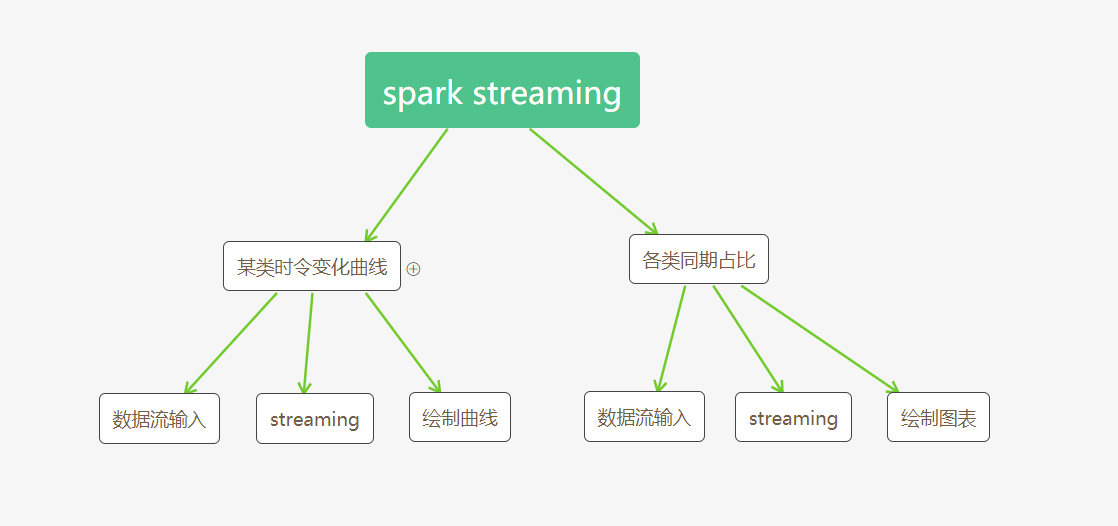 spark streaming
某类时令变化曲线
各类同期占比
数据流输入
streaming
绘制曲线
数据流输入
streaming
绘制图表